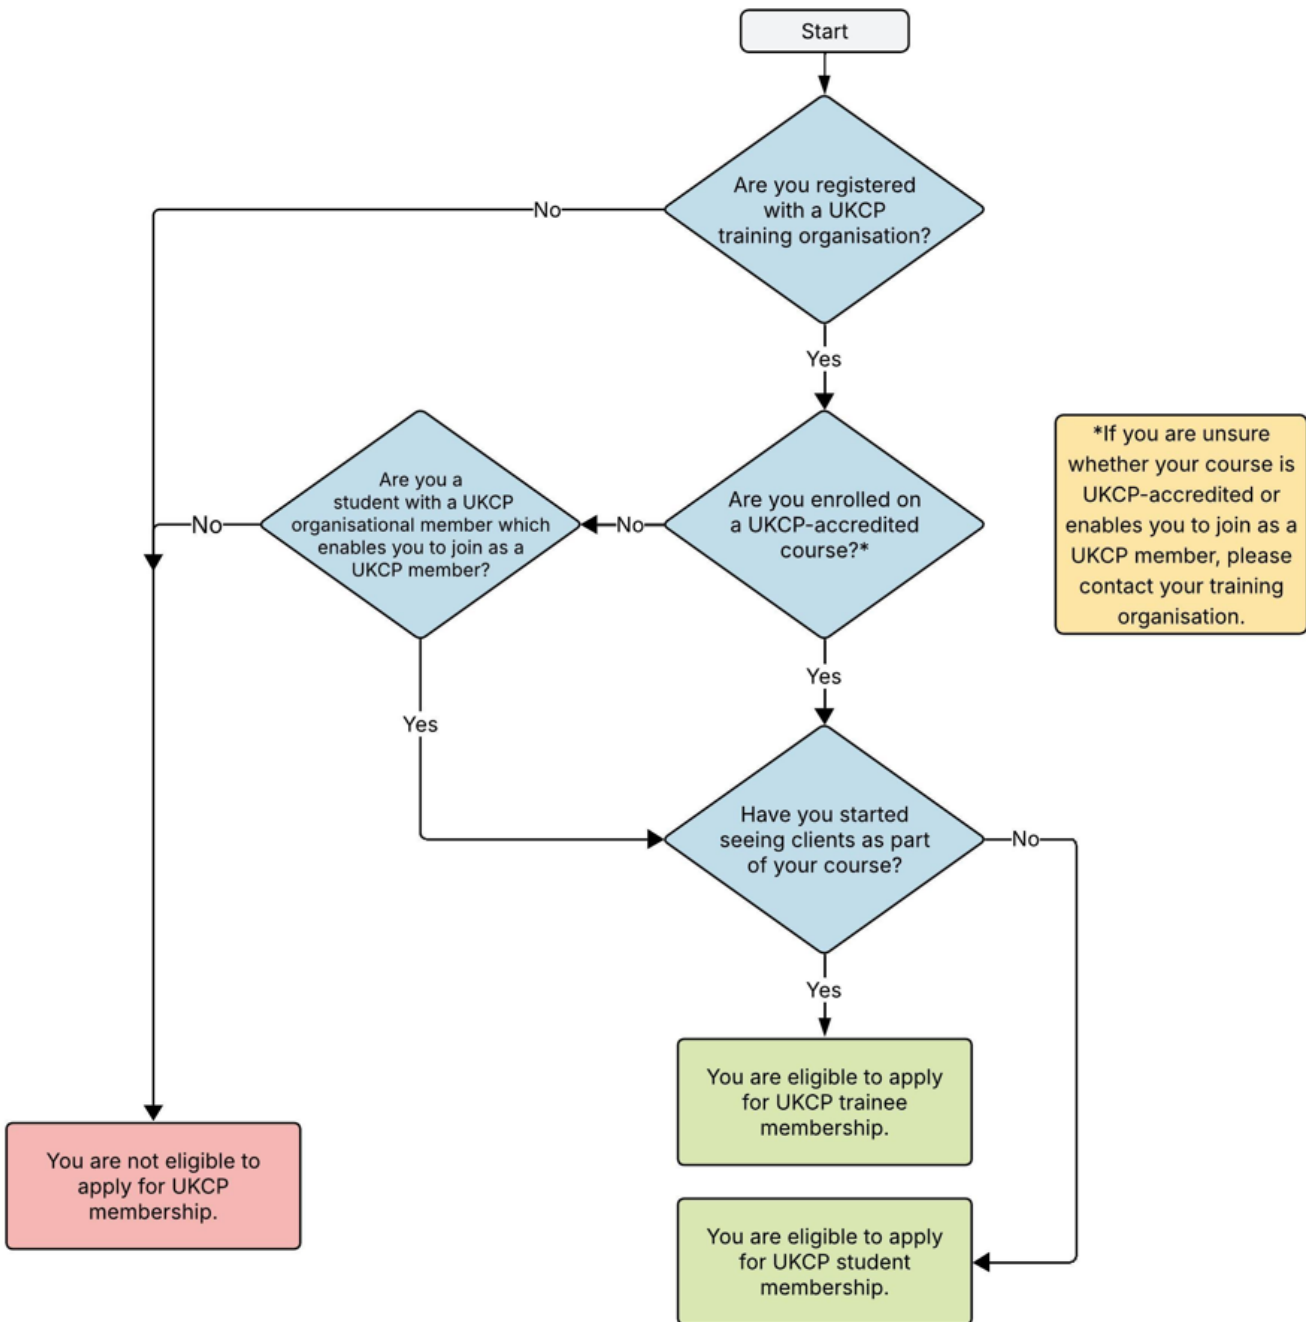 Start
Are you registered
with a UKCP
training organisation?
No
Yes
Are you a
student with a UKCP
organisational member which
enables you to join as a
UKCP member?
No
Are you enrolled on
a UKCP-accredited
course?*
No
*If you are unsure
whether your course is
UKCP-accredited or
enables you to join as a
UKCP member, please
contact your training
organisation.
Yes
Yes
Have you started
seeing clients as part
of your course?
No
Yes
You are eligible to apply
for UKCP trainee
membership.
You are not eligible to
apply for UKCP
membership.
You are eligible to apply
for UKCP student
membership.